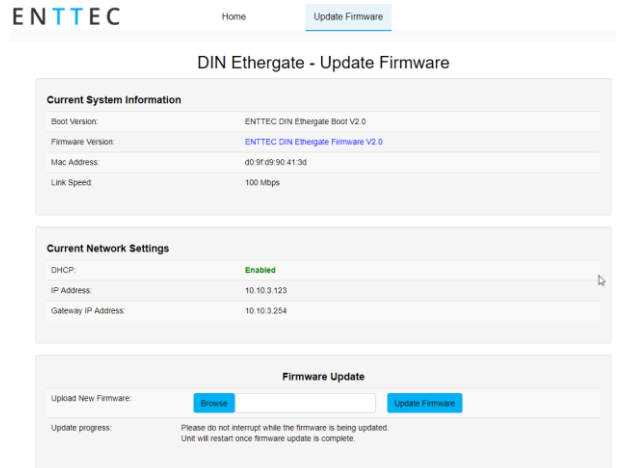 ENTTEC
Home
Update Firmware
DIN Ethergate - Update Firmware
Current System Information
Boot Version: ENTTEC DIN Ethergate Boot V2.0
Firmware Version: ENTTEC DIN Ethergate Firmware V2.0
Mac Address: d0:9f:d9:90:41:3d
Link Speed: 100 Mbps
Current Network Settings
DHCP: Enabled
IP Address: 10.10.3.123
Gateway IP Address: 10.10.3.254
Firmware Update
Upload New Firmware: Browse Update Firmware
Update progress: Please do not interrupt while the firmware is being updated.
Unit will restart once firmware update is complete.